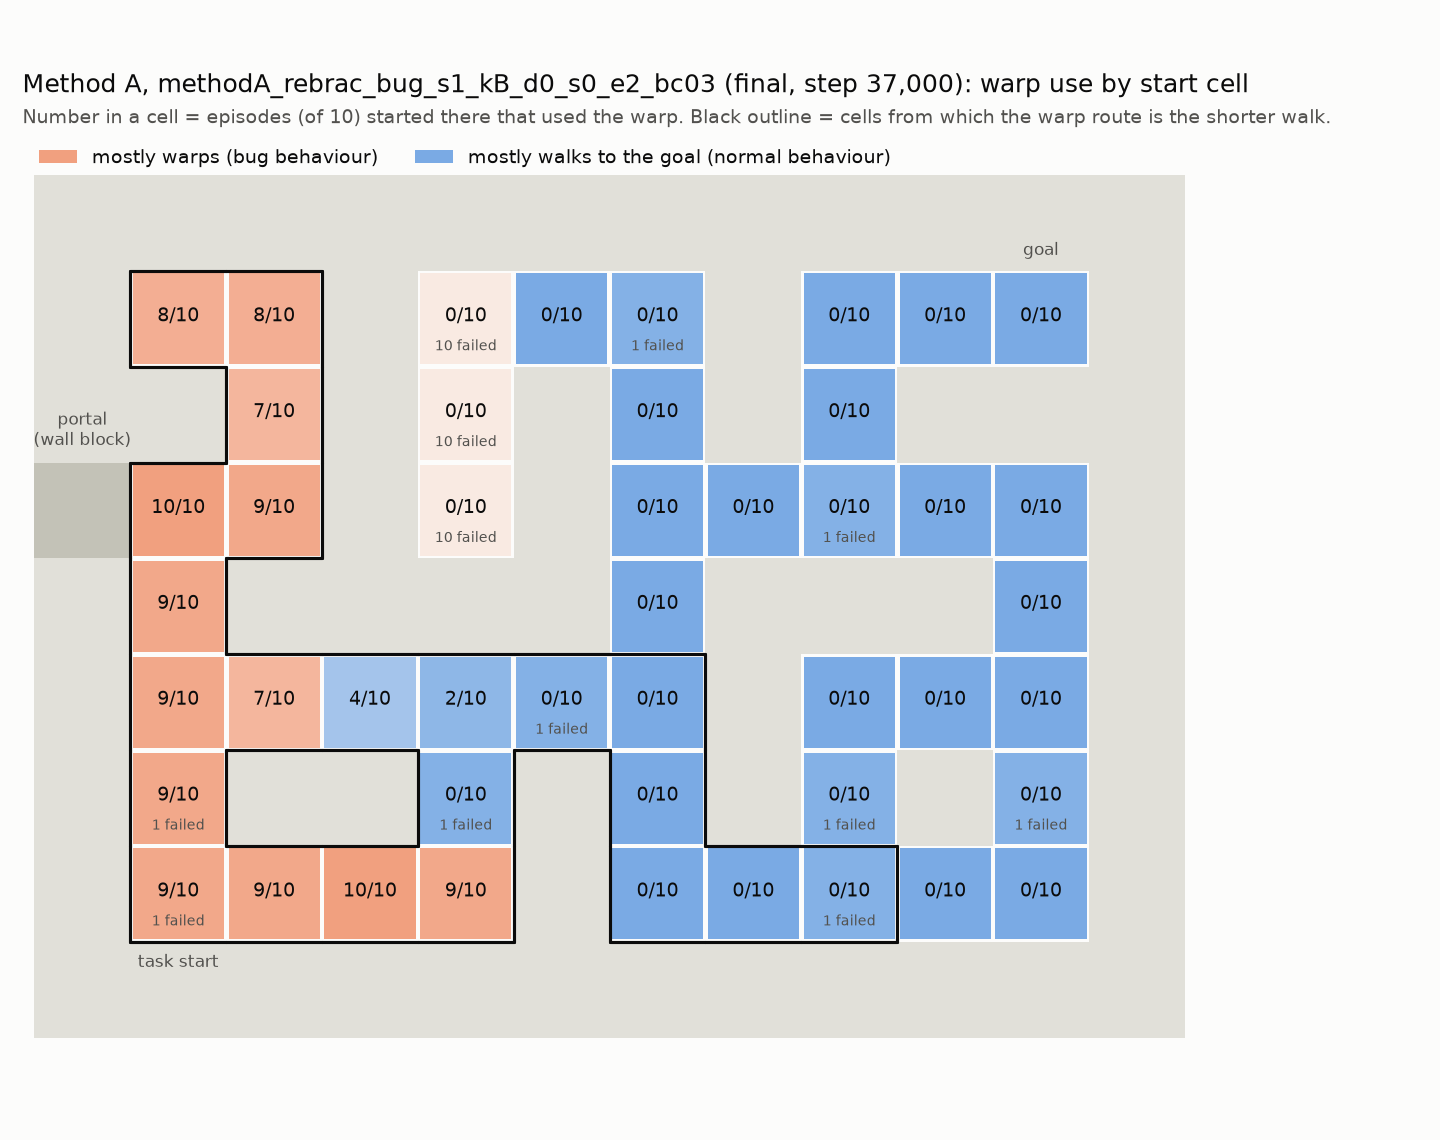 Method A, methodA_rebrac_bug_s1_kB_d0_s0_e2_bc03 (final, step 37,000): warp use by start cell
Number in a cell = episodes (of 10) started there that used the warp. Black outline = cells from which the warp route is the shorter walk.
mostly warps (bug behaviour) mostly walks to the goal (normal behaviour)
goal
8/10 8/10 0/10 0/10 0/10 0/10 0/10 0/10
10 failed 1 failed
7/10 0/10 0/10 0/10
portal
(wall block)
10 failed
10/10 9/10 0/10 0/10 0/10 0/10 0/10 0/10
10 failed 1 failed
9/10 0/10 0/10
9/10 7/10 4/10 2/10 0/10 0/10 0/10 0/10 0/10
1 failed
9/10 0/10 0/10 0/10 0/10
1 failed 1 failed 1 failed 1 failed
9/10 9/10 10/10 9/10 0/10 0/10 0/10 0/10 0/10
1 failed 1 failed
task start